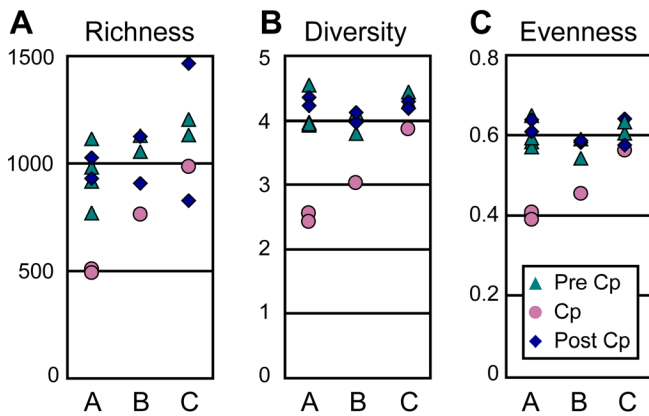 A Richness
1500
1000
500
0
A B C
B Diversity
5
4
3
2
1
0
A B C
C Evenness
0.8
0.6
0.4
0.2
0
A B C
Pre Cp
Cp
Post Cp